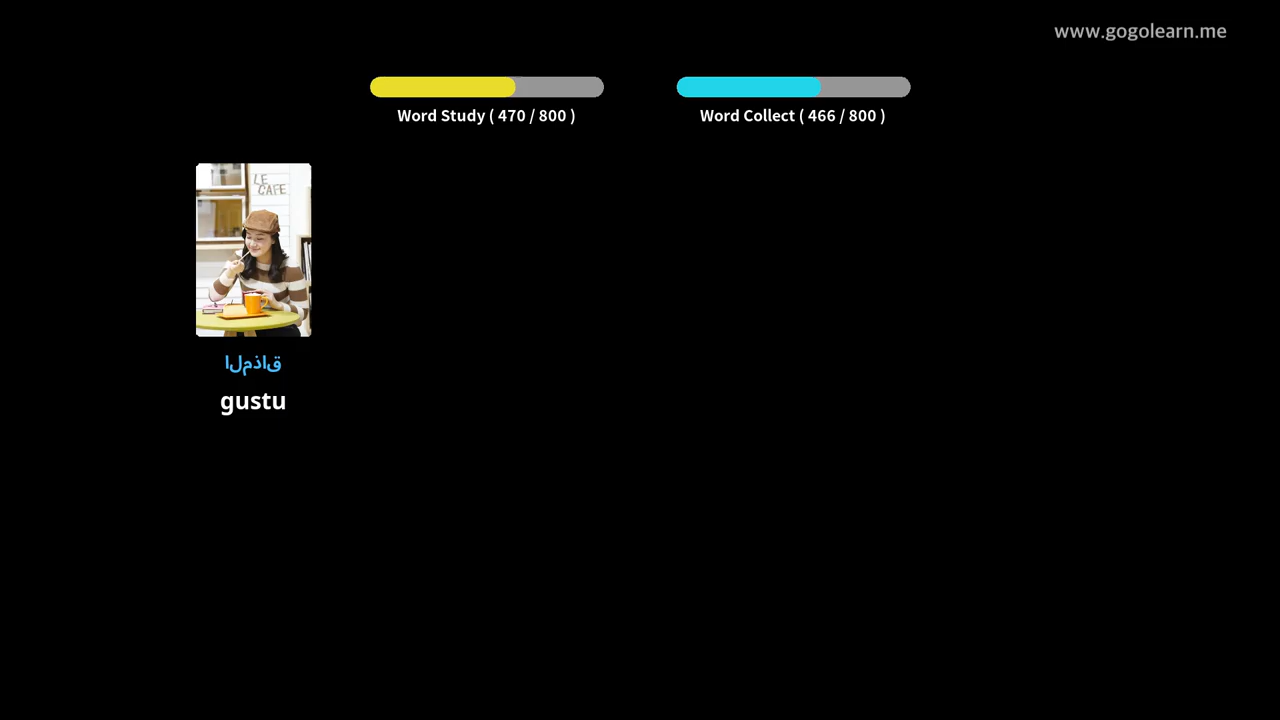 www.gogolearn.me
Word Study ( 470 / 800 )
Word Collect ( 466 / 800 )
LE
CAFE
المذاق
gustu